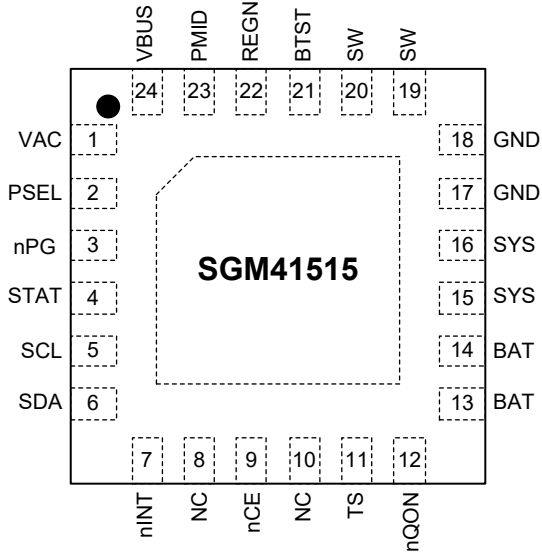 VBUS
PMID
REGN
BTST
SW
SW
24
23
22
21
20
19
VAC 1
18 GND
PSEL 2
17 GND
nPG 3
16 SYS
SGM41515
STAT 4
15 SYS
SCL 5
14 BAT
SDA 6
13 BAT
7
8
9
10
11
12
nINT
NC
nCE
NC
TS
nQON